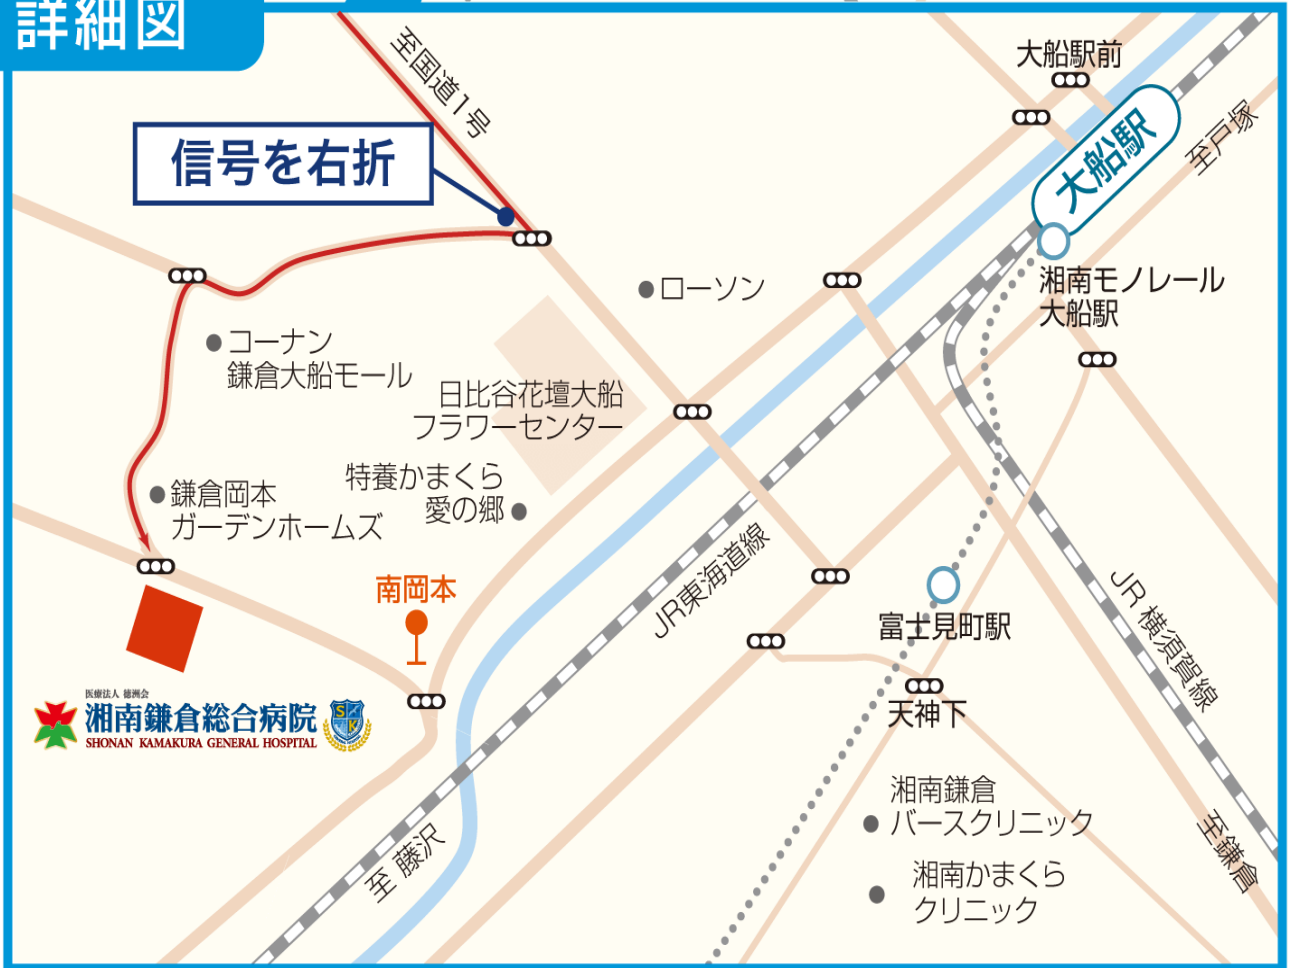 詳細図
至国道1号
大船駅前
信号を右折
大船駅
至戸塚
ローソン
湘南モノレール
大船駅
コーナン
鎌倉大船モール
日比谷花壇大船
フラワーセンター
特養かまくら
愛の郷
鎌倉岡本
ガーデンホームズ
南岡本
JR東海道線
富士見町駅
JR 横須賀線
医療法人 徳洲会
湘南鎌倉総合病院
SHONAN KAMAKURA GENERAL HOSPITAL
S
K
天神下
湘南鎌倉
バースクリニック
至 藤沢
至鎌倉
湘南かまくら
クリニック